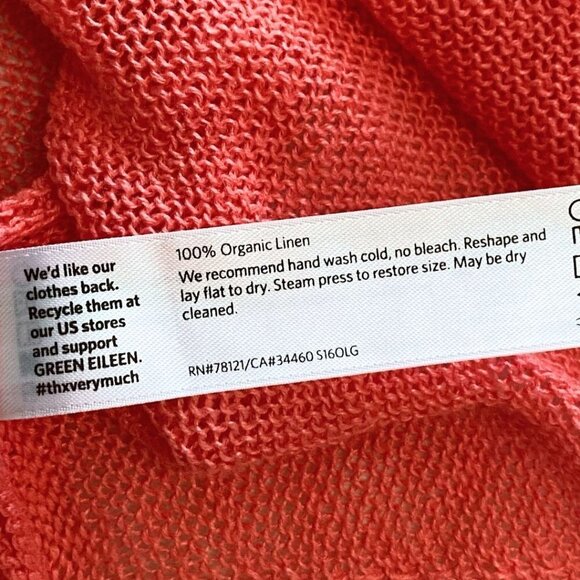 We'd like our
clothes back.
Recycle them at
our US stores
and support
GREEN EILEEN.
#thxverymuch
100% Organic Linen
We recommend hand wash cold, no bleach. Reshape and
lay flat to dry. Steam press to restore size. May be dry
cleaned.
RN#78121/CA#34460 S16OLG